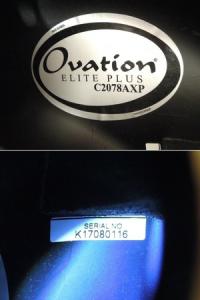 Ovation®
ELITE PLUS
C2078AXP
SERIAL NO
K17080116